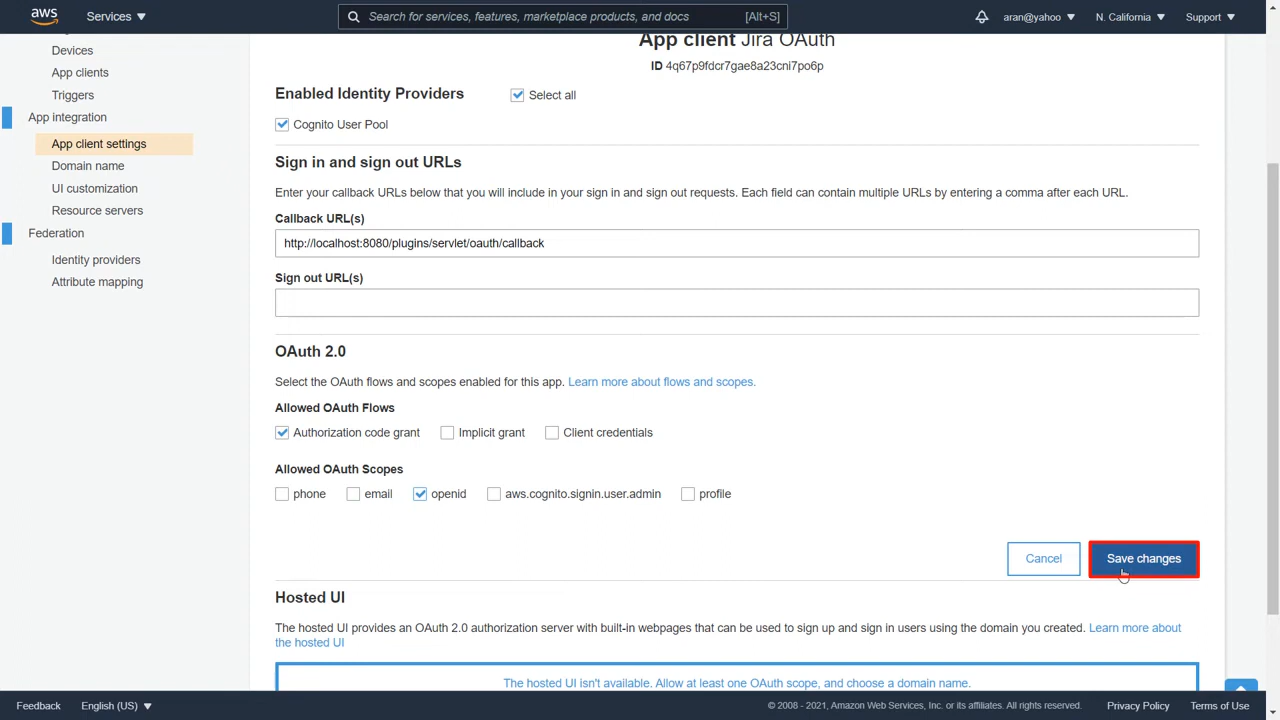 aws
Services
Search for services, features, marketplace products, and docs
[Alt+S]
aran@yahoo
N. California
Support
Devices
App clients
Triggers
App integration
App client settings
Domain name
UI customization
Resource servers
Federation
Identity providers
Attribute mapping
App client Jira OAuth
ID 4q67p9fdcr7gae8a23cni7po6p
Enabled Identity Providers
Select all
Cognito User Pool
Sign in and sign out URLs
Enter your callback URLs below that you will include in your sign in and sign out requests. Each field can contain multiple URLs by entering a comma after each URL.
Callback URL(s)
http://localhost:8080/plugins/servlet/oauth/callback
Sign out URL(s)
OAuth 2.0
Select the OAuth flows and scopes enabled for this app. Learn more about flows and scopes.
Allowed OAuth Flows
Authorization code grant
Implicit grant
Client credentials
Allowed OAuth Scopes
phone
email
openid
aws.cognito.signin.user.admin
profile
Cancel
Save changes
Hosted UI
The hosted UI provides an OAuth 2.0 authorization server with built-in webpages that can be used to sign up and sign in users using the domain you created. Learn more about
the hosted UI
The hosted UI isn't available. Allow at least one OAuth scope, and choose a domain name.
Feedback
English (US)
© 2008 - 2021, Amazon Web Services, Inc. or its affiliates. All rights reserved.
Privacy Policy
Terms of Use